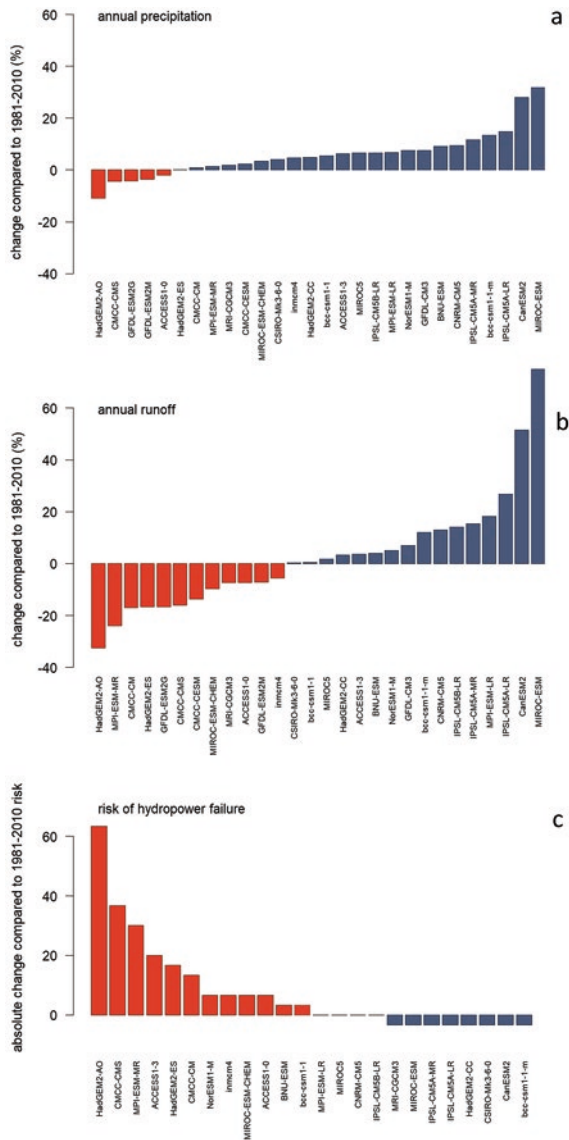 annual precipitation
a
change compared to 1981-2010 (%)
60
40
20
0
-20
-40
HadGEM2-AO
CMCC-CMS
GFDL-ESM2G
GFDL-ESM2M
ACCESS1-0
HadGEM2-ES
CMCC-CM
MPI-ESM-MR
MRI-CGCM3
CMCC-CESM
MIROC-ESM-CHEM
CSIRO-Mk3-6-0
inmcm4
HadGEM2-CC
bcc-csm1-1
ACCESS1-3
MIROC5
IPSL-CM5B-LR
MPI-ESM-LR
NorESM1-M
GFDL-CM3
BNU-ESM
CNRM-CM5
IPSL-CM5A-MR
bcc-csm1-1-m
IPSL-CM5A-LR
CanESM2
MIROC-ESM
annual runoff
b
change compared to 1981-2010 (%)
60
40
20
0
-20
-40
HadGEM2-AO
MPI-ESM-MR
CMCC-CM
HadGEM2-ES
GFDL-ESM2G
CMCC-CMS
CMCC-CESM
MIROC-ESM-CHEM
MRI-CGCM3
ACCESS1-0
GFDL-ESM2M
inmcm4
CSIRO-Mk3-6-0
bcc-csm1-1
MIROC5
HadGEM2-CC
ACCESS1-3
BNU-ESM
NorESM1-M
GFDL-CM3
bcc-csm1-1-m
CNRM-CM5
IPSL-CM5B-LR
IPSL-CM5A-MR
MPI-ESM-LR
IPSL-CM5A-LR
CanESM2
MIROC-ESM
risk of hydropower failure
c
absolute change compared to 1981-2010 risk
60
40
20
0
HadGEM2-AO
CMCC-CMS
MPI-ESM-MR
ACCESS1-3
HadGEM2-ES
CMCC-CM
NorESM1-M
inmcm4
MIROC-ESM-CHEM
ACCESS1-0
BNU-ESM
bcc-csm1-1
MPI-ESM-LR
MIROC5
CNRM-CM5
IPSL-CM5B-LR
MRI-CGCM3
MIROC-ESM
IPSL-CM5A-MR
IPSL-CM5A-LR
HadGEM2-CC
CSIRO-Mk3-6-0
CanESM2
bcc-csm1-1-m